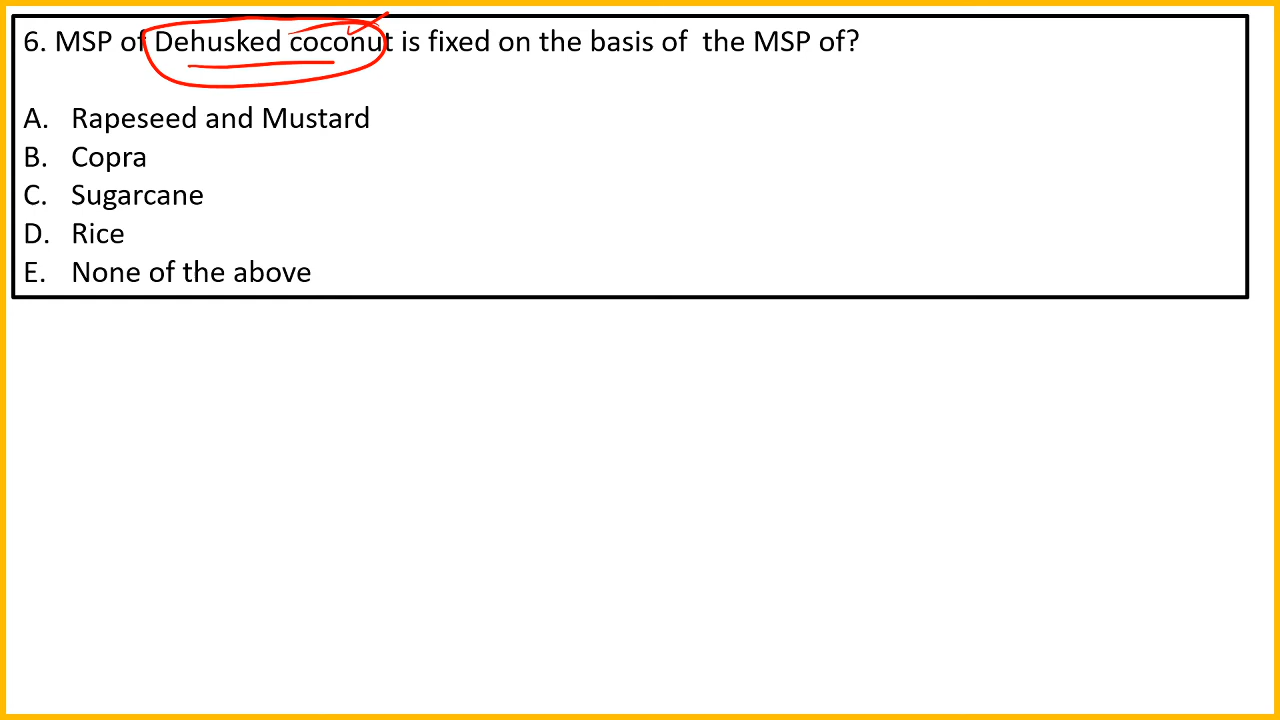 6. MSP of Dehusked coconut is fixed on the basis of the MSP of?
A. Rapeseed and Mustard
B. Copra
C. Sugarcane
D. Rice
E. None of the above